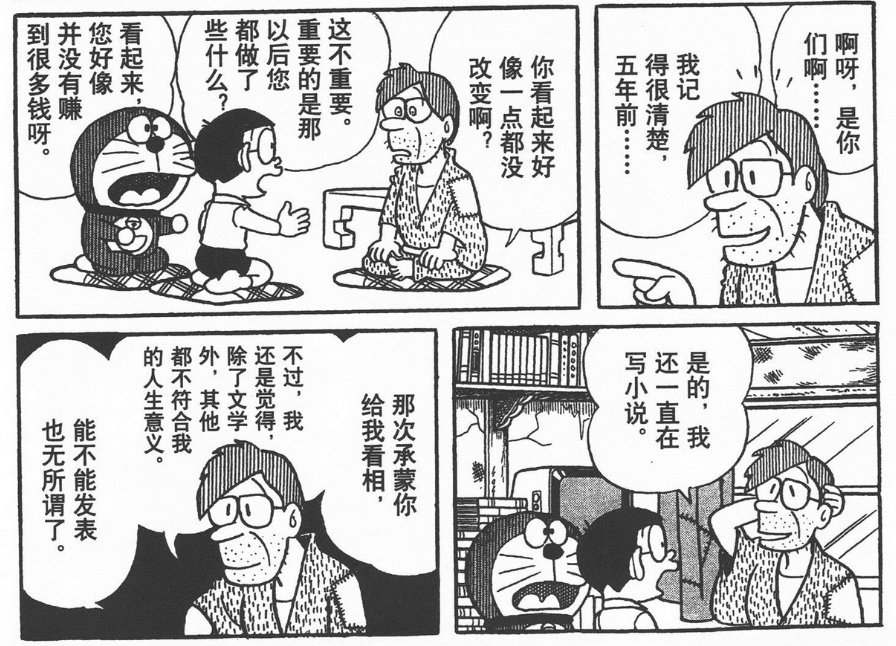 啊呀，是你
们啊……
我记
得很清楚，
五年前……
你看起来好
像一点都没
改变啊？
这不重要。
重要的是那
以后您
都做了
些什么？
看起来，
您好像
并没有赚
到很多钱呀。
是的，我
还一直在
写小说。
那次承蒙你
给我看相，
不过，我
还是觉得，
除了文学
外，其他
都不符合我
的人生意义。
能不能发表
也无所谓了。